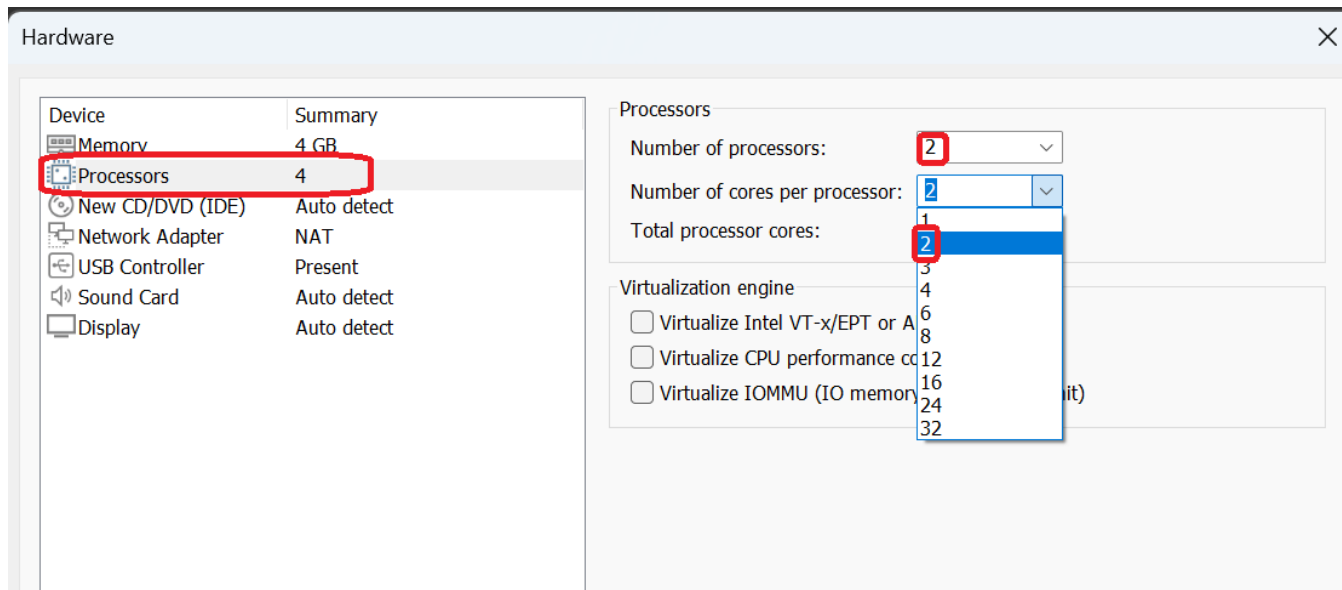 Hardware
Device Summary
Memory 4 GB
Processors 4
New CD/DVD (IDE) Auto detect
Network Adapter NAT
USB Controller Present
Sound Card Auto detect
Display Auto detect
Processors
Number of processors: 2
Number of cores per processor: 2
Total processor cores:
1
2
3
4
6
8
12
16
24
32
Virtualization engine
Virtualize Intel VT-x/EPT or A
Virtualize CPU performance co
Virtualize IOMMU (IO memory it)